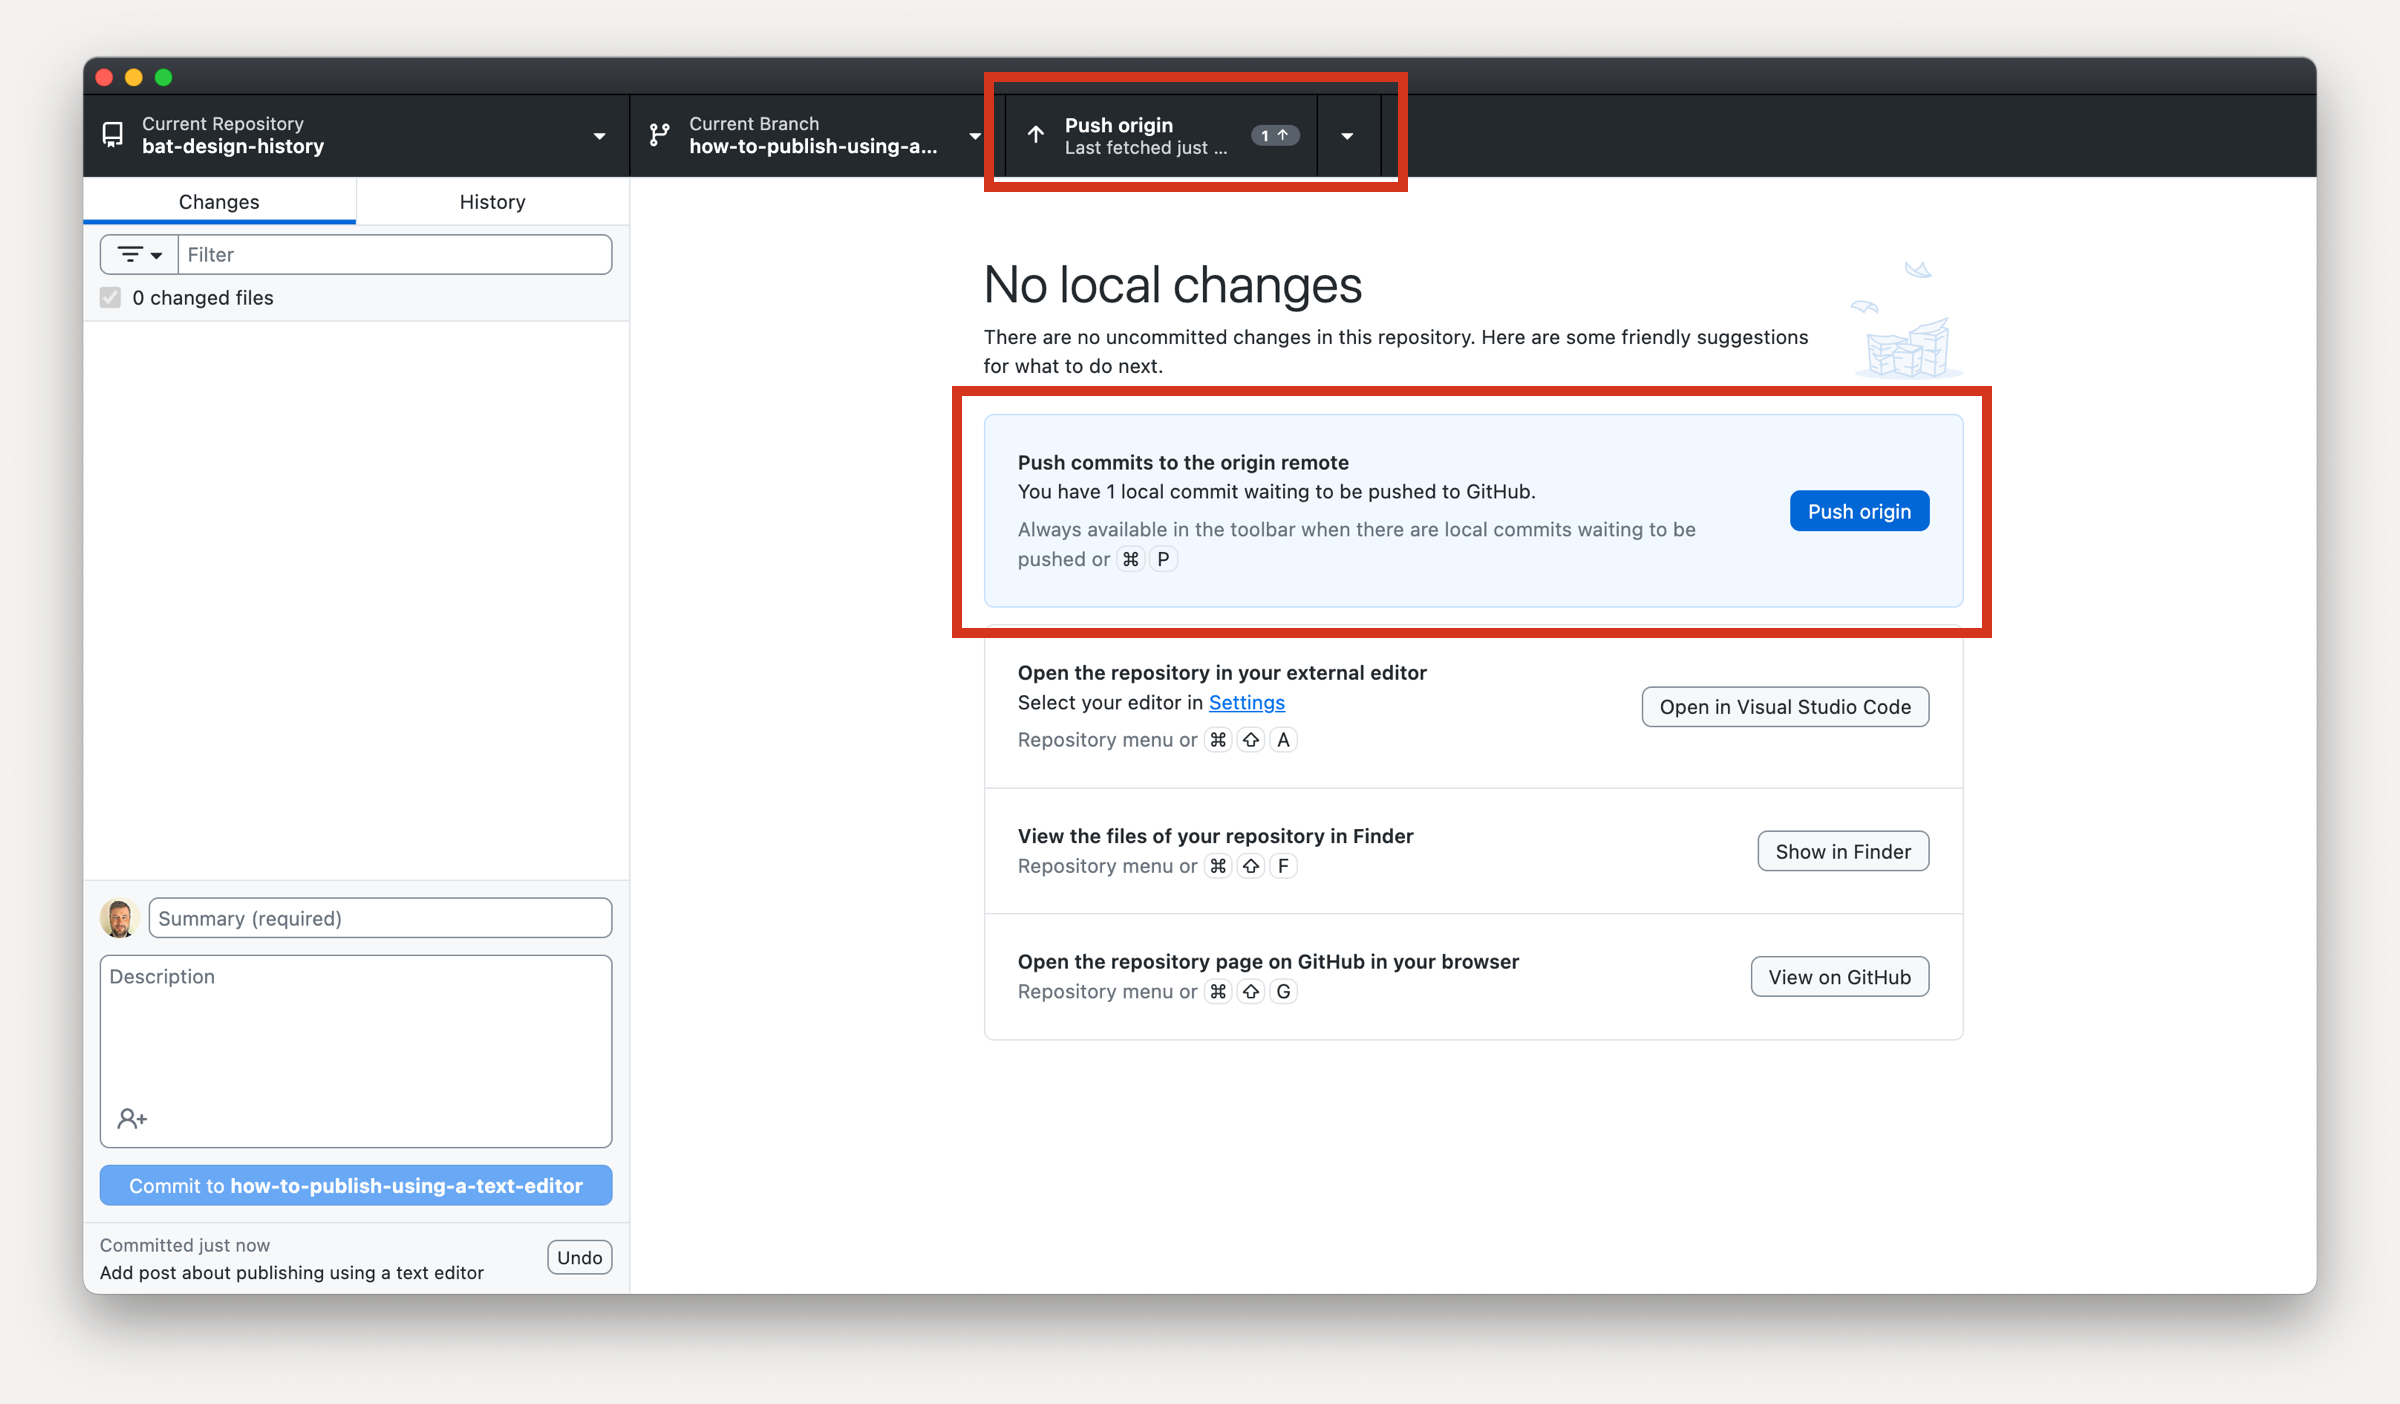 Current Repository
bat-design-history
Current Branch
how-to-publish-using-a...
Push origin
Last fetched just ...
1 ↑
Changes
History
Filter
0 changed files
No local changes
There are no uncommitted changes in this repository. Here are some friendly suggestions
for what to do next.
Push commits to the origin remote
You have 1 local commit waiting to be pushed to GitHub.
Always available in the toolbar when there are local commits waiting to be
pushed or ⌘ P
Push origin
Open the repository in your external editor
Select your editor in Settings
Repository menu or ⌘ ⇧ A
Open in Visual Studio Code
View the files of your repository in Finder
Repository menu or ⌘ ⇧ F
Show in Finder
Open the repository page on GitHub in your browser
Repository menu or ⌘ ⇧ G
View on GitHub
Summary (required)
Description
Commit to how-to-publish-using-a-text-editor
Committed just now
Add post about publishing using a text editor
Undo